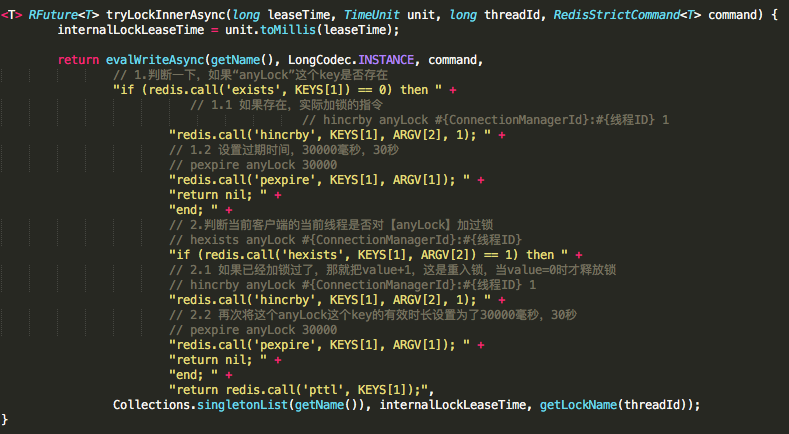 <T> RFuture<T> tryLockInnerAsync(long leaseTime, TimeUnit unit, long threadId, RedisStrictCommand<T> command) {
internalLockLeaseTime = unit.toMillis(leaseTime);
return evalWriteAsync(getName(), LongCodec.INSTANCE, command,
// 1.判断一下，如果“anyLock”这个key是否存在
"if (redis.call('exists', KEYS[1]) == 0) then " +
// 1.1 如果存在，实际加锁的指令
// hincrby anyLock #{ConnectionManagerId}:#{线程ID} 1
"redis.call('hincrby', KEYS[1], ARGV[2], 1); " +
// 1.2 设置过期时间，30000毫秒，30秒
// pexpire anyLock 30000
"redis.call('pexpire', KEYS[1], ARGV[1]); " +
"return nil; " +
"end; " +
// 2.判断当前客户端的当前线程是否对【anyLock】加过锁
// hexists anyLock #{ConnectionManagerId}:#{线程ID}
"if (redis.call('hexists', KEYS[1], ARGV[2]) == 1) then " +
// 2.1 如果已经加锁过了，那就把value+1，这是重入锁，当value=0时才释放锁
// hincrby anyLock #{ConnectionManagerId}:#{线程ID} 1
"redis.call('hincrby', KEYS[1], ARGV[2], 1); " +
// 2.2 再次将这个anyLock这个key的有效时长设置为了30000毫秒，30秒
// pexpire anyLock 30000
"redis.call('pexpire', KEYS[1], ARGV[1]); " +
"return nil; " +
"end; " +
"return redis.call('pttl', KEYS[1]);",
Collections.singletonList(getName()), internalLockLeaseTime, getLockName(threadId));
}